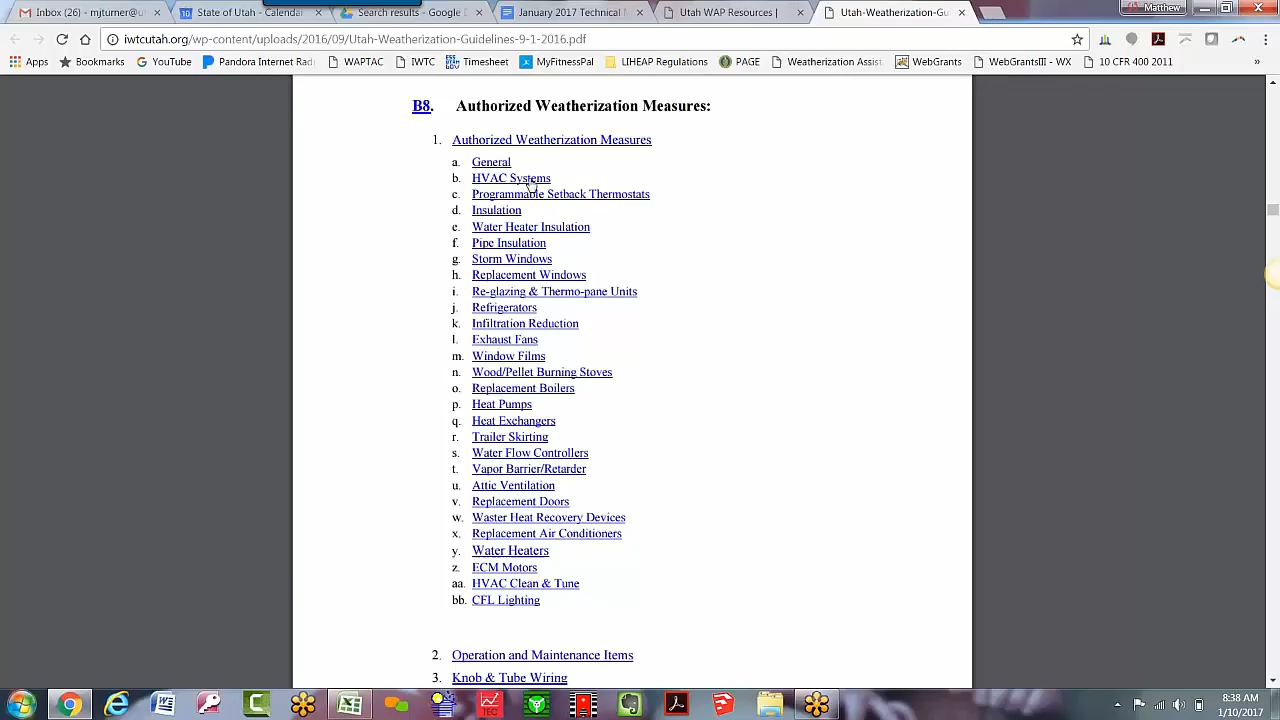 Inbox (26) - mjturner@ut
State of Utah - Calendar
Search results - Google D
January 2017 Technical M
Utah WAP Resources |
Utah-Weatherization-Gu
Matthew
iwtcutah.org/wp-content/uploads/2016/09/Utah-Weatherization-Guidelines-9-1-2016.pdf
Apps
Bookmarks
YouTube
Pandora Internet Rad
WAPTAC
IWTC
Timesheet
MyFitnessPal
LIHEAP Regulations
PAGE
Weatherization Assist
WebGrants
WebGrantsIII - WX
10 CFR 400 2011
»
B8. Authorized Weatherization Measures:
1. Authorized Weatherization Measures
a. General
b. HVAC Systems
c. Programmable Setback Thermostats
d. Insulation
e. Water Heater Insulation
f. Pipe Insulation
g. Storm Windows
h. Replacement Windows
i. Re-glazing & Thermo-pane Units
j. Refrigerators
k. Infiltration Reduction
l. Exhaust Fans
m. Window Films
n. Wood/Pellet Burning Stoves
o. Replacement Boilers
p. Heat Pumps
q. Heat Exchangers
r. Trailer Skirting
s. Water Flow Controllers
t. Vapor Barrier/Retarder
u. Attic Ventilation
v. Replacement Doors
w. Waster Heat Recovery Devices
x. Replacement Air Conditioners
y. Water Heaters
z. ECM Motors
aa. HVAC Clean & Tune
bb. CFL Lighting
2. Operation and Maintenance Items
3. Knob & Tube Wiring
TEC
8:38 AM
1/10/2017